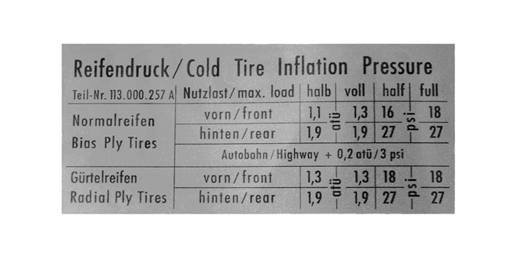 Reifendruck/Cold Tire Inflation Pressure
Teil-Nr. 113.000.257 A Nutzlast/max. load halb voll half full
Normalreifen vorn/front 1,1 atü 1,3 16 psi 18
Bias Ply Tires hinten/rear 1,9 1,9 27 27
Autobahn/Highway + 0,2 atü/3 psi
Gürtelreifen vorn/front 1,3 atü 1,3 18 psi 18
Radial Ply Tires hinten/rear 1,9 1,9 27 27